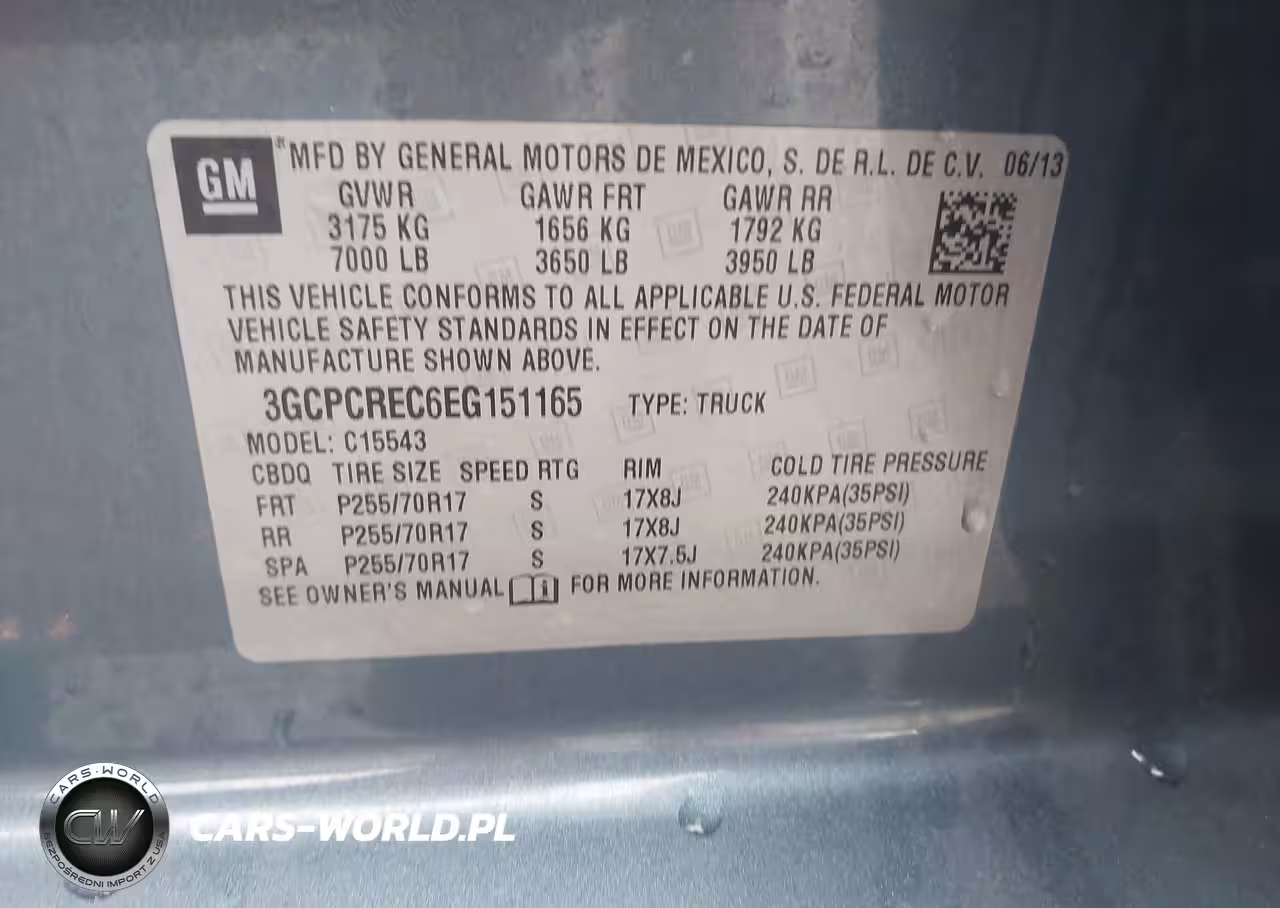 GM
MFD BY GENERAL MOTORS DE MEXICO, S. DE R.L. DE C.V. 06/13
GVWR GAWR FRT GAWR RR
3175 KG 1656 KG 1792 KG
7000 LB 3650 LB 3950 LB
THIS VEHICLE CONFORMS TO ALL APPLICABLE U.S. FEDERAL MOTOR
VEHICLE SAFETY STANDARDS IN EFFECT ON THE DATE OF
MANUFACTURE SHOWN ABOVE.
3GCPCREC6EG151165 TYPE: TRUCK
MODEL: C15543
CBDQ TIRE SIZE SPEED RTG RIM COLD TIRE PRESSURE
FRT P255/70R17 S 17X8J 240KPA(35PSI)
RR P255/70R17 S 17X8J 240KPA(35PSI)
SPA P255/70R17 S 17X7.5J 240KPA(35PSI)
SEE OWNER'S MANUAL FOR MORE INFORMATION.
CARS-WORLD
CW
BEZPOŚREDNI IMPORT Z USA
CARS-WORLD.PL